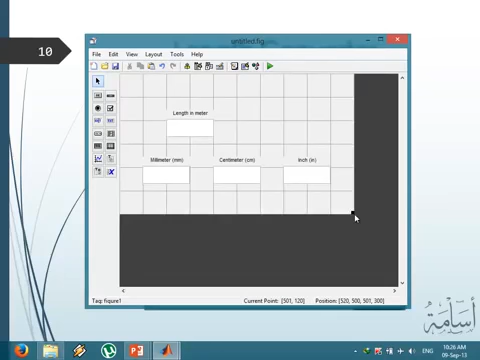 10
untitled.fig
File Edit View Layout Tools Help
Length in meter
Millimeter (mm) Centimeter (cm) Inch (in)
Tag: figure1 Current Point: [501, 120] Position: [520, 500, 501, 300]
أسامة
ENG
10:26 AM
09-Sep-13